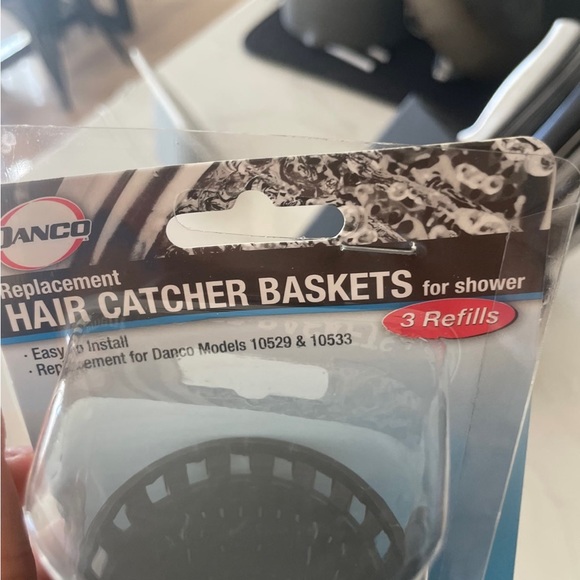 DANCO
Replacement
HAIR CATCHER BASKETS for shower
3 Refills
· Easy to Install
· Replacement for Danco Models 10529 & 10533